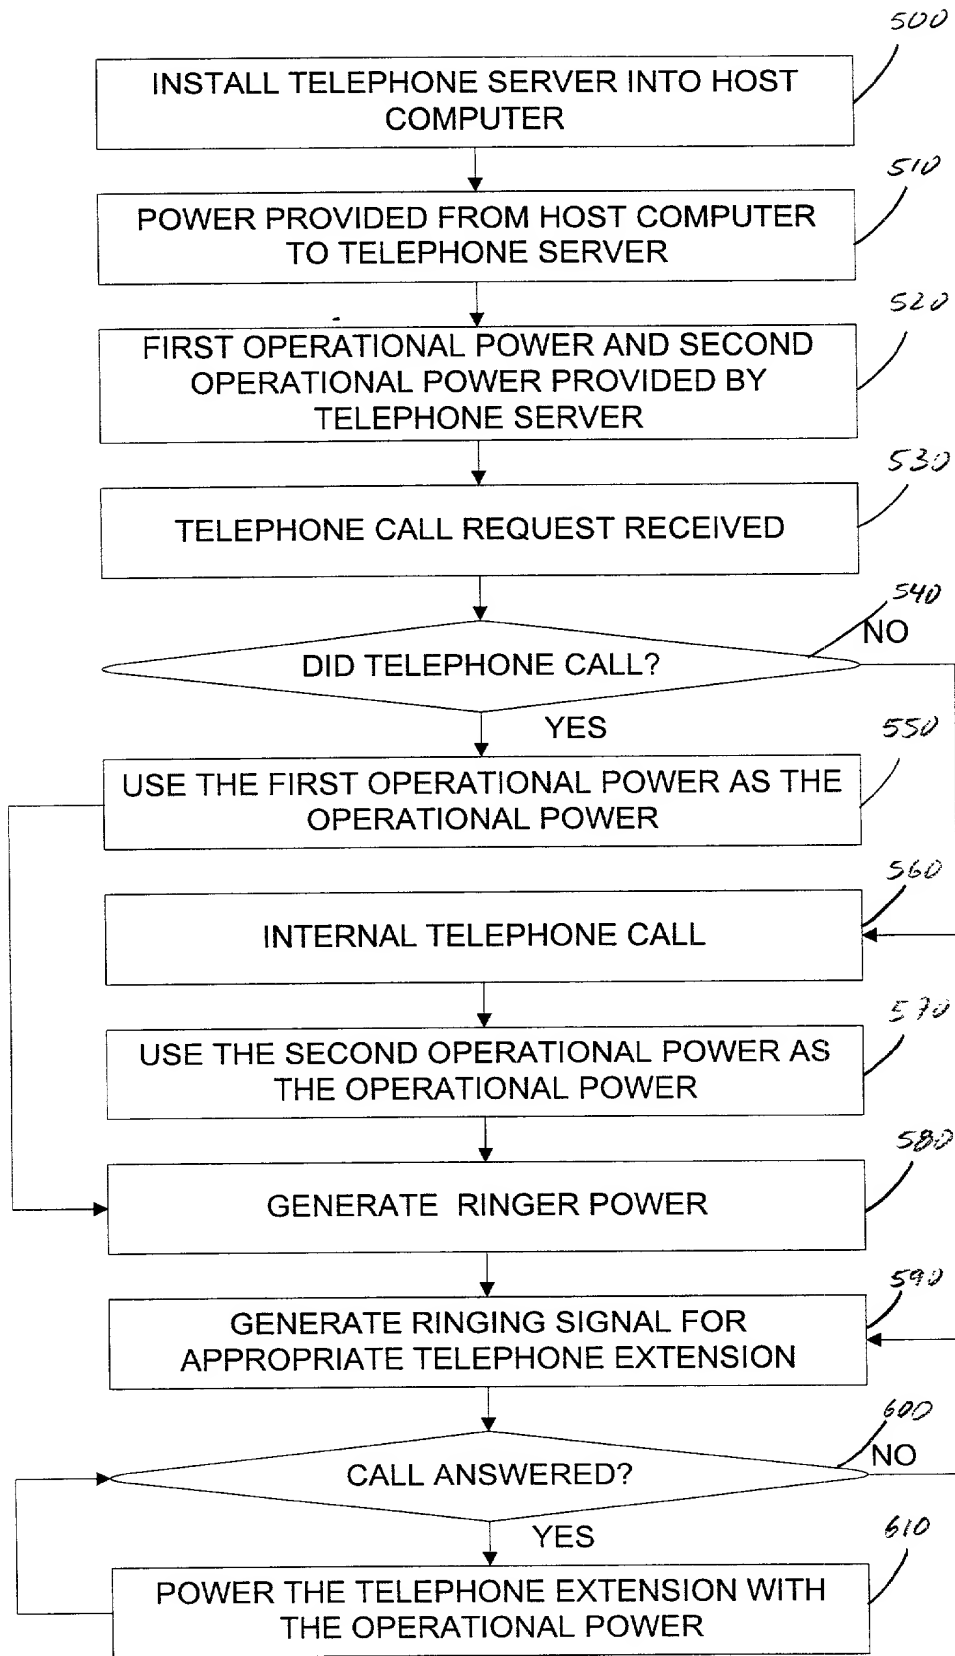 500
INSTALL TELEPHONE SERVER INTO HOST
COMPUTER
510
POWER PROVIDED FROM HOST COMPUTER
TO TELEPHONE SERVER
520
FIRST OPERATIONAL POWER AND SECOND
OPERATIONAL POWER PROVIDED BY
TELEPHONE SERVER
530
TELEPHONE CALL REQUEST RECEIVED
540
NO
DID TELEPHONE CALL?
YES
550
USE THE FIRST OPERATIONAL POWER AS THE
OPERATIONAL POWER
560
INTERNAL TELEPHONE CALL
570
USE THE SECOND OPERATIONAL POWER AS
THE OPERATIONAL POWER
580
GENERATE RINGER POWER
590
GENERATE RINGING SIGNAL FOR
APPROPRIATE TELEPHONE EXTENSION
600
NO
CALL ANSWERED?
YES
610
POWER THE TELEPHONE EXTENSION WITH
THE OPERATIONAL POWER